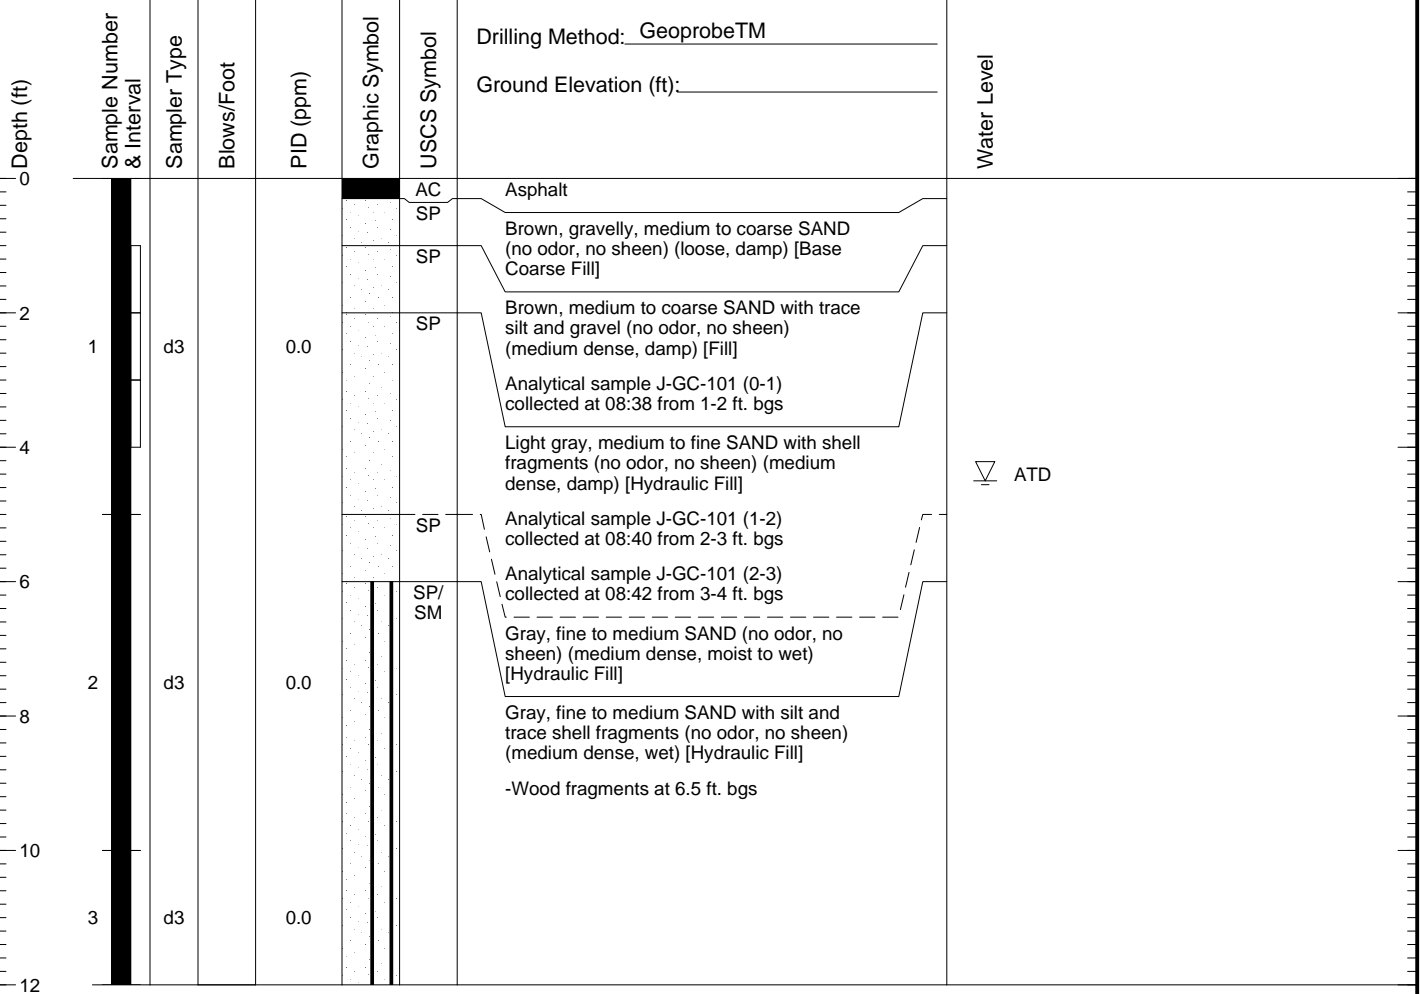 Drilling Method: GeoprobeTM
Ground Elevation (ft):
Depth (ft)
Sample Number
& Interval
Sampler Type
Blows/Foot
PID (ppm)
Graphic Symbol
USCS Symbol
Water Level
0
AC
Asphalt
SP
Brown, gravelly, medium to coarse SAND
(no odor, no sheen) (loose, damp) [Base
Coarse Fill]
SP
2
Brown, medium to coarse SAND with trace
silt and gravel (no odor, no sheen)
(medium dense, damp) [Fill]
SP
1
d3
0.0
Analytical sample J-GC-101 (0-1)
collected at 08:38 from 1-2 ft. bgs
4
Light gray, medium to fine SAND with shell
fragments (no odor, no sheen) (medium
dense, damp) [Hydraulic Fill]
ATD
Analytical sample J-GC-101 (1-2)
collected at 08:40 from 2-3 ft. bgs
SP
Analytical sample J-GC-101 (2-3)
collected at 08:42 from 3-4 ft. bgs
6
SP/
SM
Gray, fine to medium SAND (no odor, no
sheen) (medium dense, moist to wet)
[Hydraulic Fill]
2
d3
0.0
8
Gray, fine to medium SAND with silt and
trace shell fragments (no odor, no sheen)
(medium dense, wet) [Hydraulic Fill]
-Wood fragments at 6.5 ft. bgs
10
3
d3
0.0
12